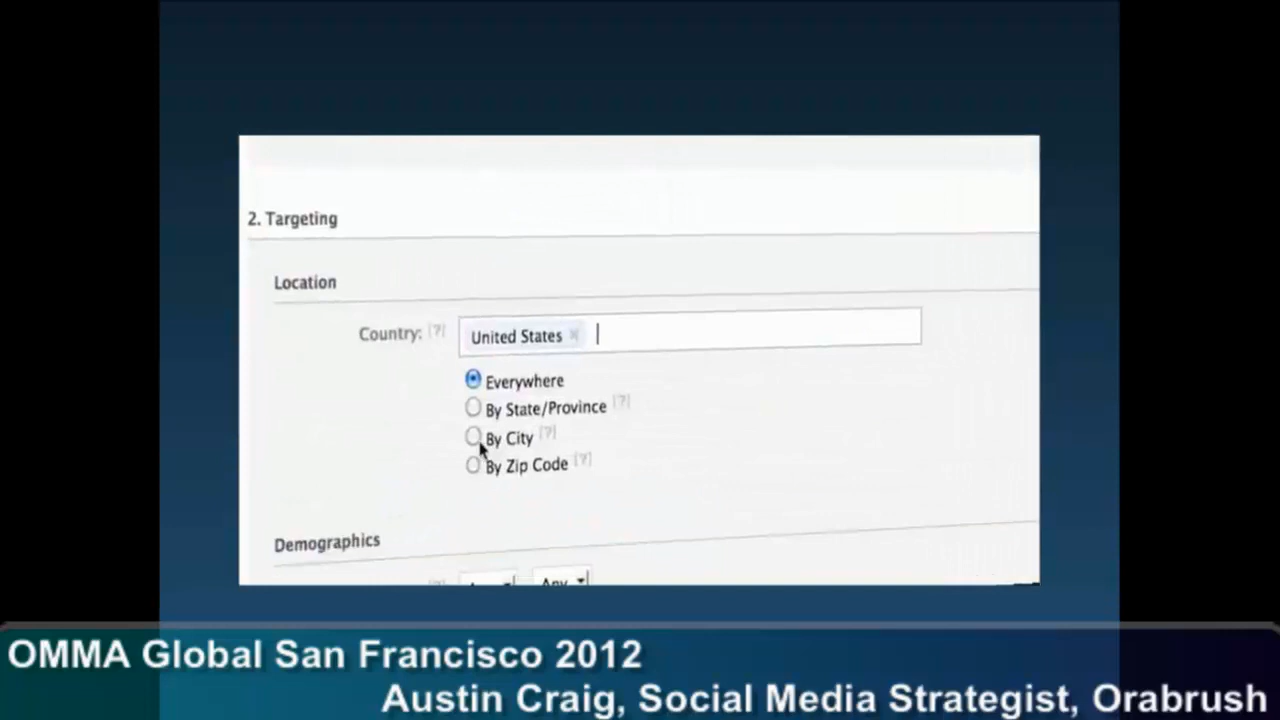 2. Targeting
Location
Country: [?] United States
Everywhere
By State/Province [?]
By City [?]
By Zip Code [?]
Demographics
[?] Any
OMMA Global San Francisco 2012
Austin Craig, Social Media Strategist, Orabrush